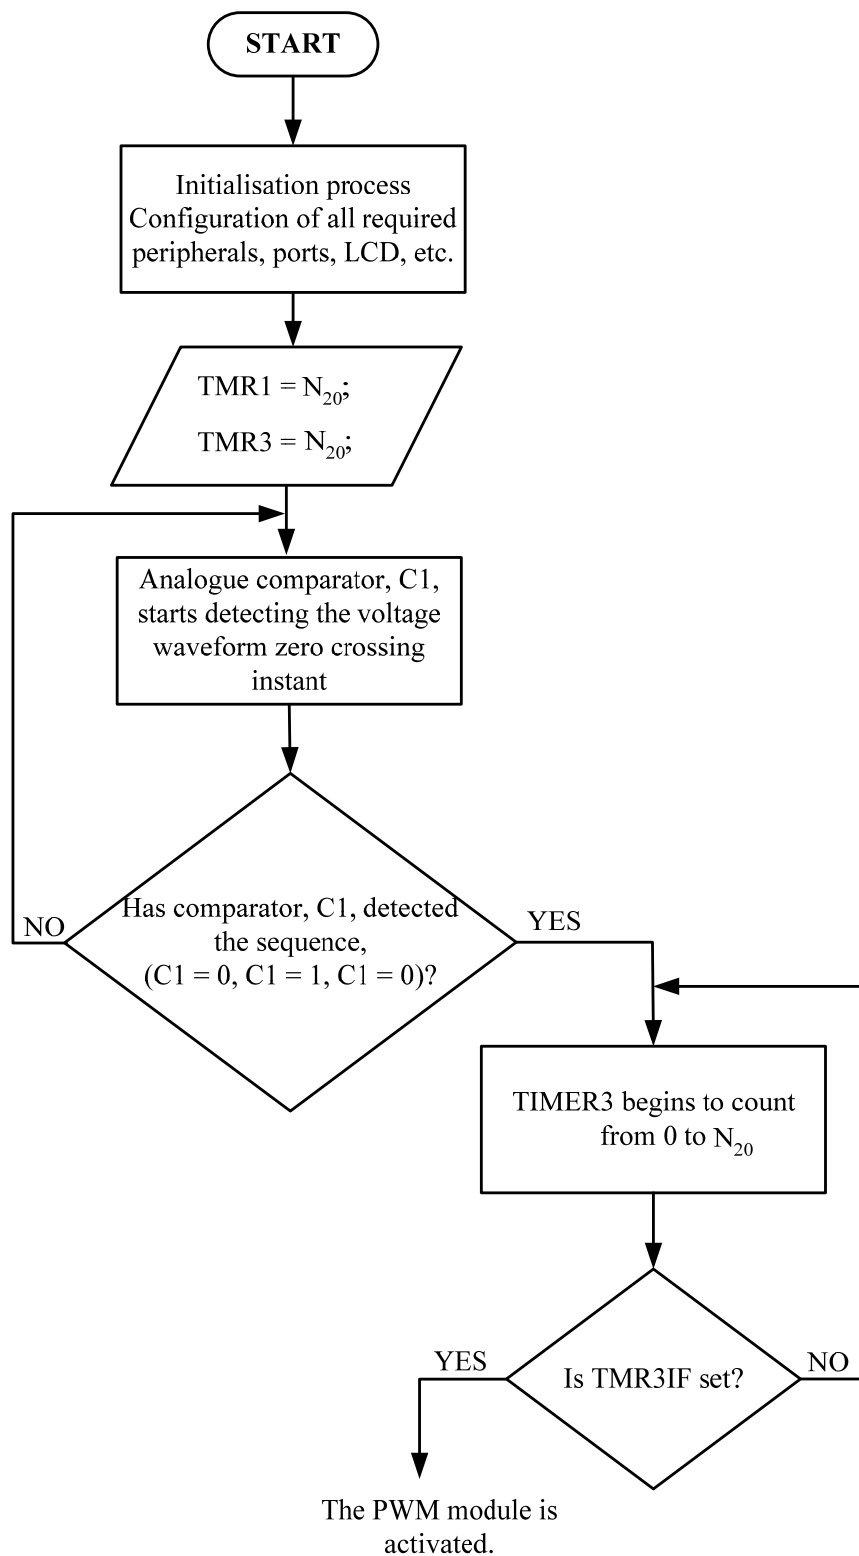 START
Initialisation process
Configuration of all required
peripherals, ports, LCD, etc.
TMR1 = N₂₀;
TMR3 = N₂₀;
Analogue comparator, C1,
starts detecting the voltage
waveform zero crossing
instant
Has comparator, C1, detected
the sequence,
(C1 = 0, C1 = 1, C1 = 0)?
NO
YES
TIMER3 begins to count
from 0 to N₂₀
Is TMR3IF set?
YES
NO
The PWM module is
activated.